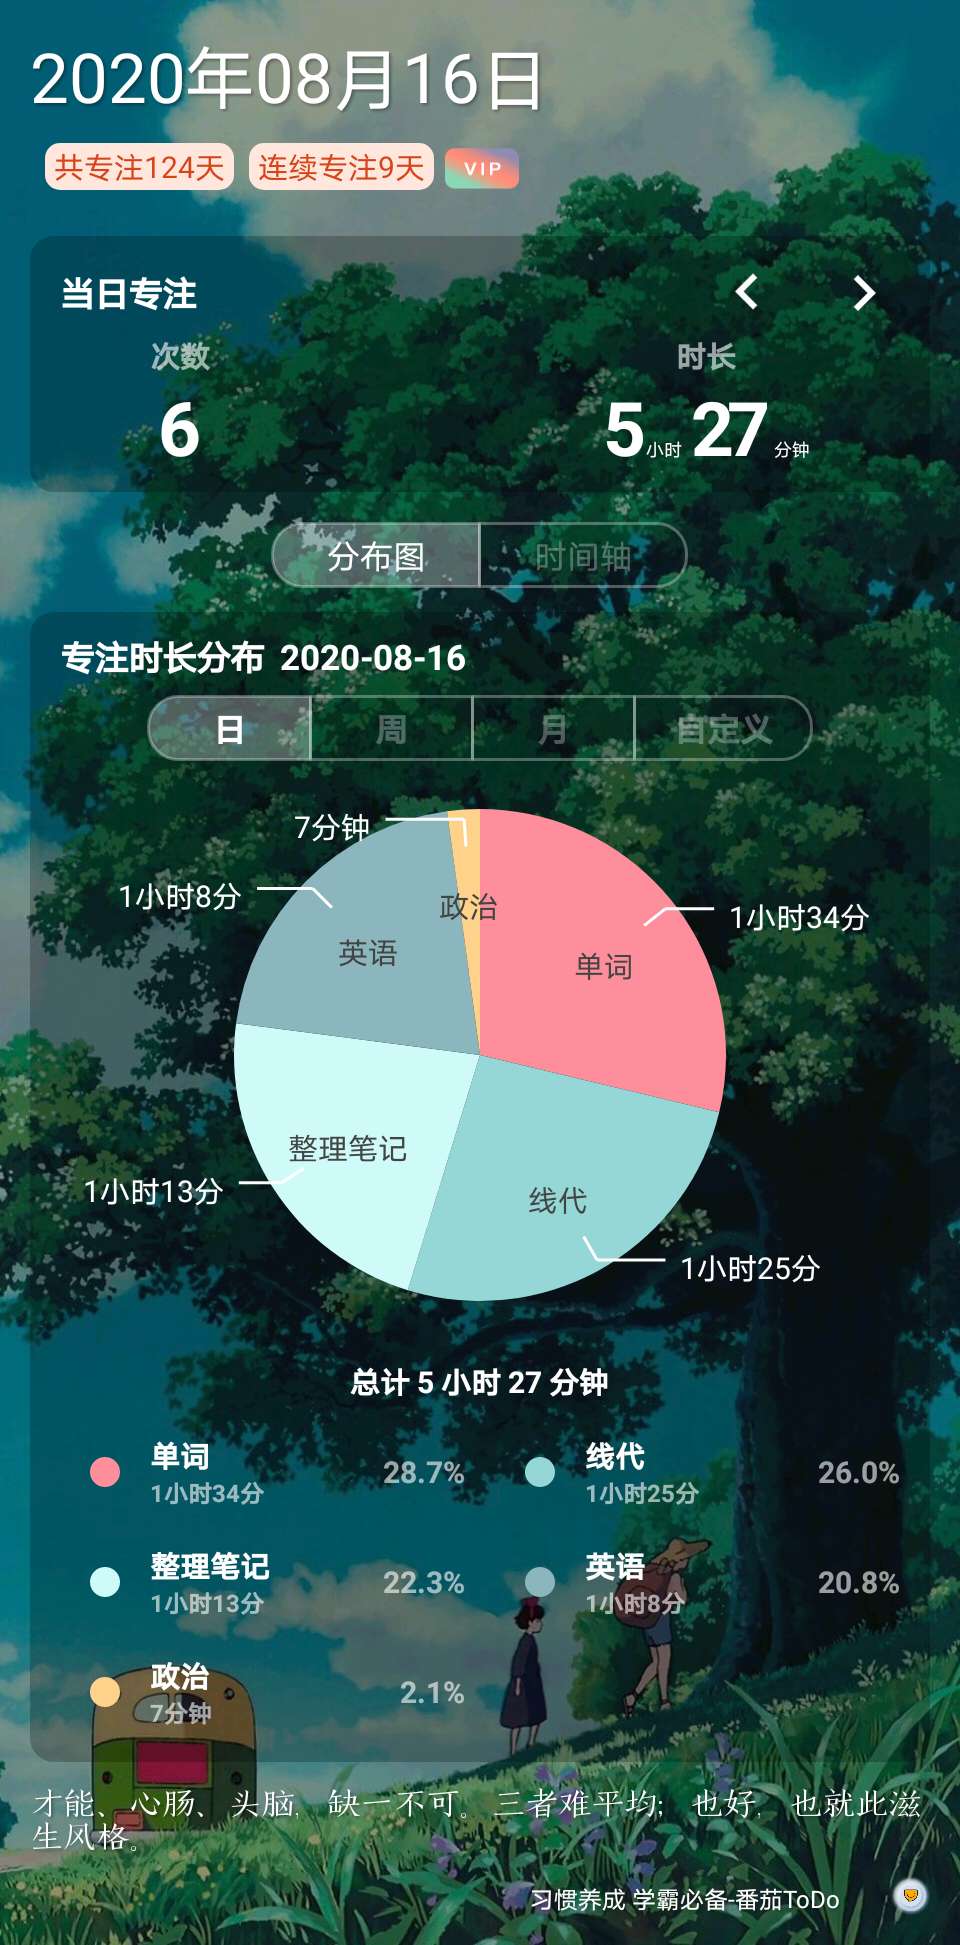 2020年08月16日
共专注124天 连续专注9天 VIP
当日专注
次数 时长
6 5小时27分钟
分布图 时间轴
专注时长分布 2020-08-16
日 周 月 自定义
7分钟
1小时8分
政治
1小时34分
英语
单词
整理笔记
1小时13分
线代
1小时25分
总计 5 小时 27 分钟
单词 28.7% 线代 26.0%
1小时34分 1小时25分
整理笔记 22.3% 英语 20.8%
1小时13分 1小时8分
政治 2.1%
7分钟
才能、心肠、头脑，缺一不可。三者难平均；也好，也就此滋
生风格。
习惯养成 学霸必备-番茄ToDo